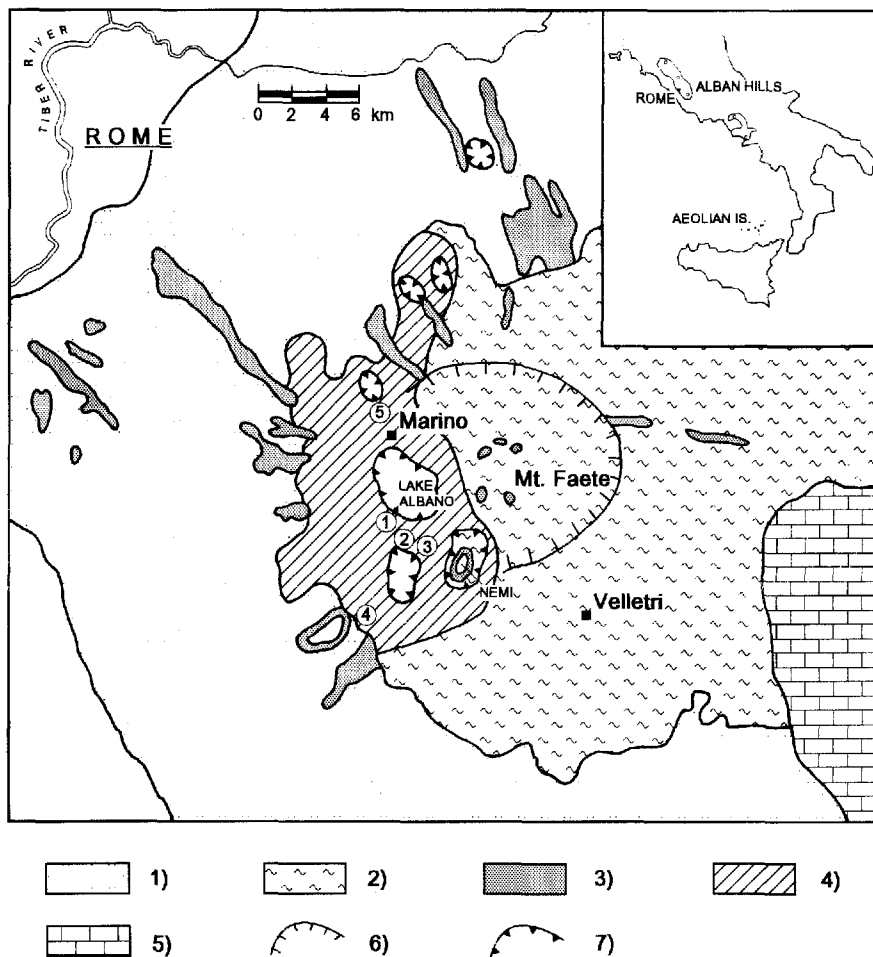 TIBER RIVER
ROME
0 2 4 6 km
ROME
ALBAN HILLS
AEOLIAN IS.
5
Marino
LAKE
ALBANO
Mt. Faete
1
2
3
NEMI
4
Velletri
1)
2)
3)
4)
5)
6)
7)